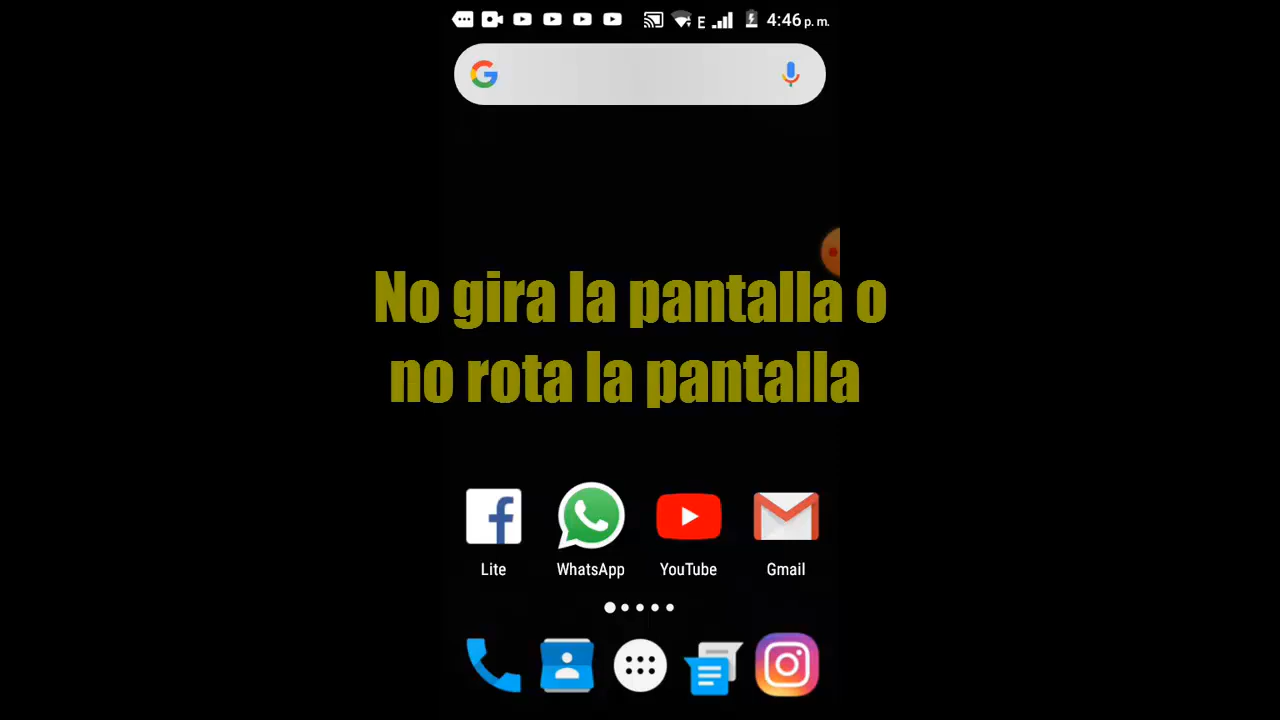 E 4:46 p. m.
G
No gira la pantalla o
no rota la pantalla
Lite WhatsApp YouTube Gmail